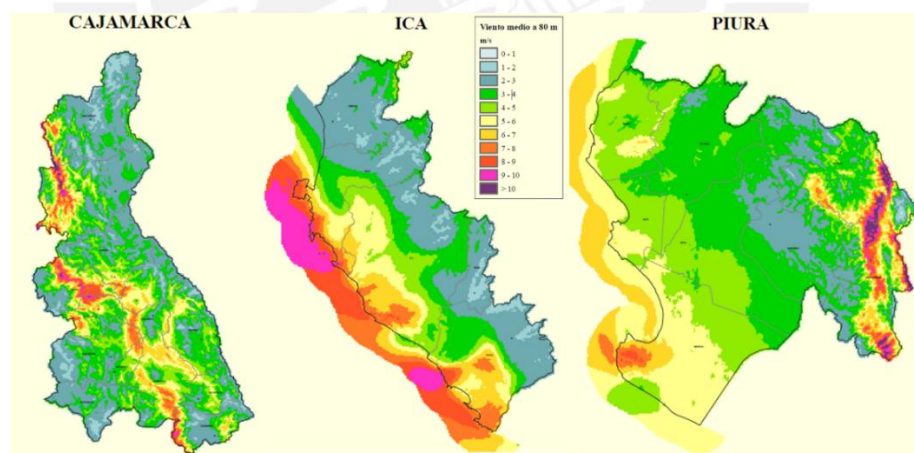 CAJAMARCA
ICA
PIURA
Viento medio a 80 m
m/s
0 - 1
1 - 2
2 - 3
3 - 4
4 - 5
5 - 6
6 - 7
7 - 8
8 - 9
9 - 10
> 10